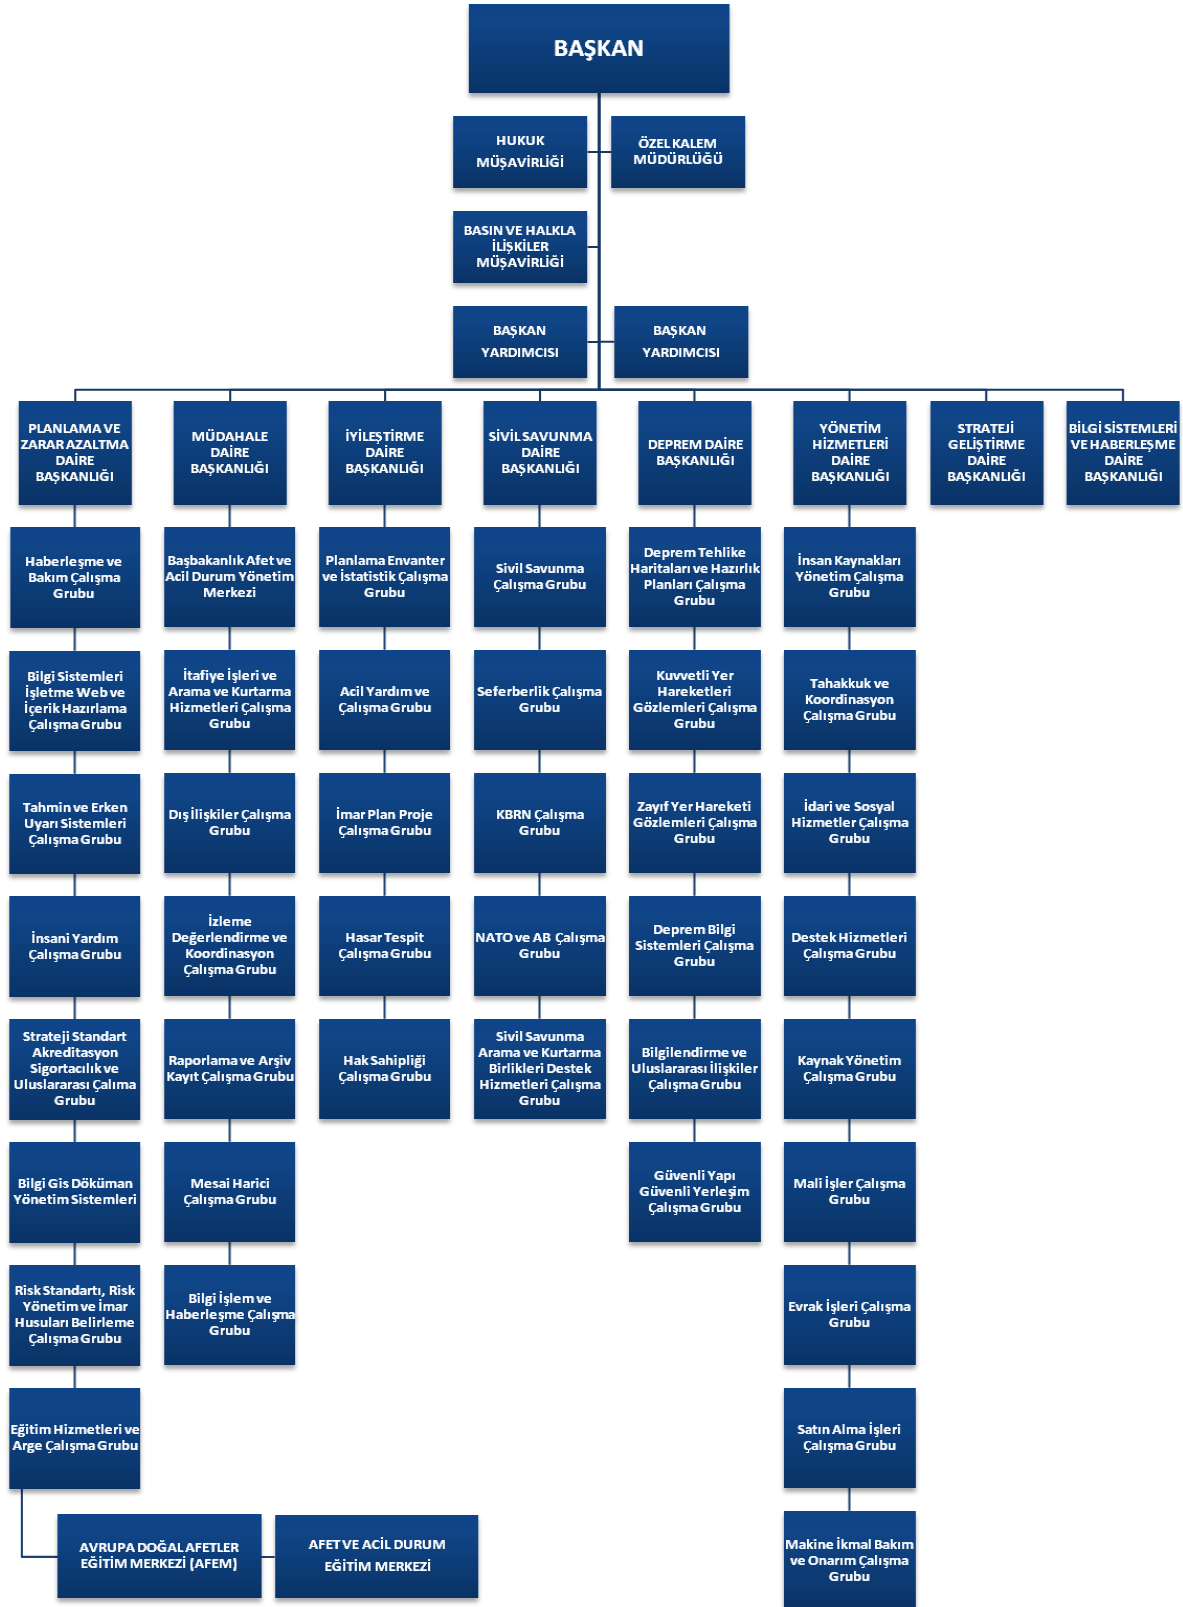 BAŞKAN
HUKUK
MÜŞAVİRLİĞİ
ÖZEL KALEM
MÜDÜRLÜĞÜ
BASIN VE HALKLA
İLİŞKİLER
MÜŞAVİRLİĞİ
BAŞKAN
YARDIMCISI
BAŞKAN
YARDIMCISI
PLANLAMA VE
ZARAR AZALTMA
DAİRE
BAŞKANLIĞI
MÜDAHALE
DAİRE
BAŞKANLIĞI
İYİLEŞTİRME
DAİRE
BAŞKANLIĞI
SİVİL SAVUNMA
DAİRE
BAŞKANLIĞI
DEPREM DAİRE
BAŞKANLIĞI
YÖNETİM
HİZMETLERİ
DAİRE
BAŞKANLIĞI
STRATEJİ
GELİŞTİRME
DAİRE
BAŞKANLIĞI
BİLGİ SİSTEMLERİ
VE HABERLEŞME
DAİRE
BAŞKANLIĞI
Haberleşme ve
Bakım Çalışma
Grubu
Bilgi Sistemleri
İşletme Web ve
İçerik Hazırlama
Çalışma Grubu
Tahmin ve Erken
Uyarı Sistemleri
Çalışma Grubu
İnsani Yardım
Çalışma Grubu
Strateji Standart
Akreditasyon
Sigortacılık ve
Uluslararası Çalıma
Grubu
Bilgi Gis Döküman
Yönetim Sistemleri
Risk Standartı, Risk
Yönetim ve İmar
Husuları Belirleme
Çalışma Grubu
Eğitim Hizmetleri ve
Arge Çalışma Grubu
AVRUPA DOĞAL AFETLER
EĞİTİM MERKEZİ (AFEM)
AFET VE ACİL DURUM
EĞİTİM MERKEZİ
Başbakanlık Afet ve
Acil Durum Yönetim
Merkezi
İtafiye İşleri ve
Arama ve Kurtarma
Hizmetleri Çalışma
Grubu
Dış İlişkiler Çalışma
Grubu
İzleme
Değerlendirme ve
Koordinasyon
Çalışma Grubu
Raporlama ve Arşiv
Kayıt Çalışma Grubu
Mesai Harici
Çalışma Grubu
Bilgi İşlem ve
Haberleşme Çalışma
Grubu
Planlama Envanter
ve İstatistik Çalışma
Grubu
Acil Yardım ve
Çalışma Grubu
İmar Plan Proje
Çalışma Grubu
Hasar Tespit
Çalışma Grubu
Hak Sahipliği
Çalışma Grubu
Sivil Savunma
Çalışma Grubu
Seferberlik Çalışma
Grubu
KBRN Çalışma
Grubu
NATO ve AB Çalışma
Grubu
Sivil Savunma
Arama ve Kurtarma
Birlikleri Destek
Hizmetleri Çalışma
Grubu
Deprem Tehlike
Haritaları ve Hazırlık
Planları Çalışma
Grubu
Kuvvetli Yer
Hareketleri
Gözlemleri Çalışma
Grubu
Zayıf Yer Hareketi
Gözlemleri Çalışma
Grubu
Deprem Bilgi
Sistemleri Çalışma
Grubu
Bilgilendirme ve
Uluslararası İlişkiler
Çalışma Grubu
Güvenli Yapı
Güvenli Yerleşim
Çalışma Grubu
İnsan Kaynakları
Yönetim Çalışma
Grubu
Tahakkuk ve
Koordinasyon
Çalışma Grubu
İdari ve Sosyal
Hizmetler Çalışma
Grubu
Destek Hizmetleri
Çalışma Grubu
Kaynak Yönetim
Çalışma Grubu
Mali İşler Çalışma
Grubu
Evrak İşleri Çalışma
Grubu
Satın Alma İşleri
Çalışma Grubu
Makine İkmal Bakım
ve Onarım Çalışma
Grubu